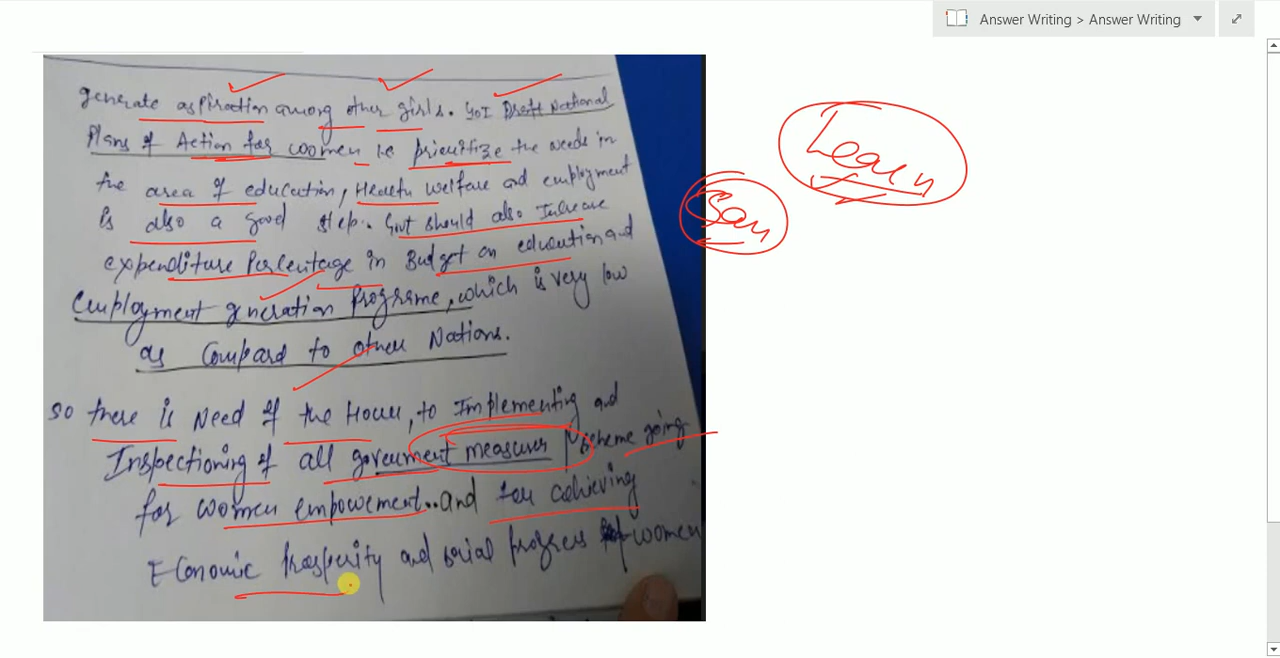 Answer Writing > Answer Writing
generate aspiration among other girls. GoI Draft National
Plans of Action for women i.e prioritize the needs in
the area of education, Health welfare and employment
is also a good step. Govt should also Increase
expenditure Percentage in Budget on education and
employment generation Programe, which is very low
as Compard to other Nations.
So there is Need of the Hour, to Implementing and
Inspectioning of all government measures / scheme going
for women empowement.. and for achieving
Economic Prosperity and social progress of women
Learn